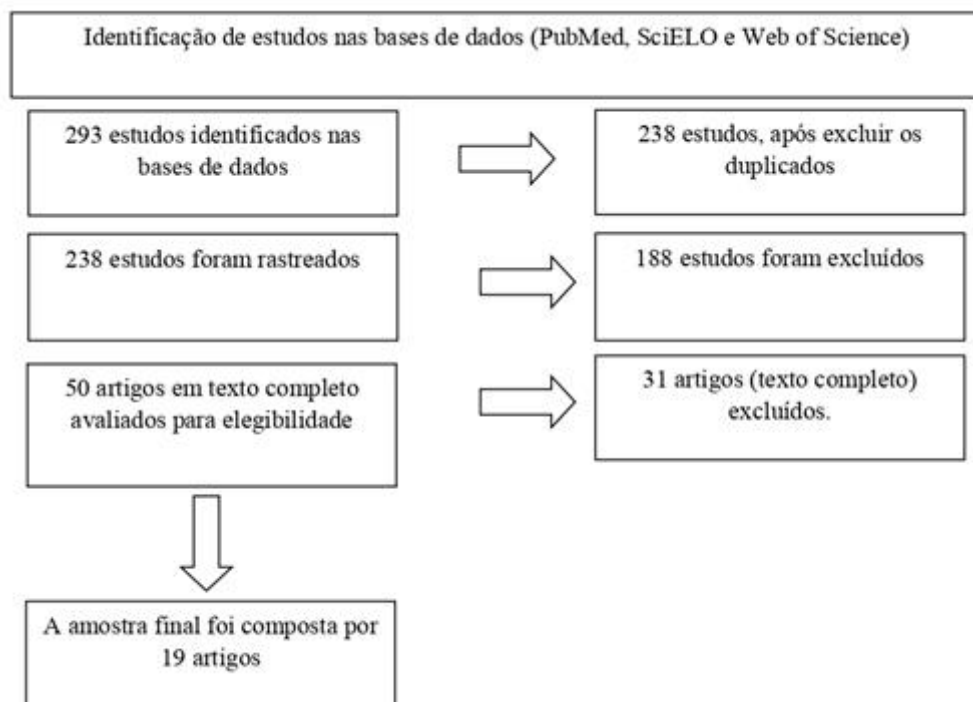 Identificação de estudos nas bases de dados (PubMed, SciELO e Web of Science)
293 estudos identificados nas
bases de dados
238 estudos, após excluir os
duplicados
238 estudos foram rastreados
188 estudos foram excluídos
50 artigos em texto completo
avaliados para elegibilidade
31 artigos (texto completo)
excluídos.
A amostra final foi composta por
19 artigos